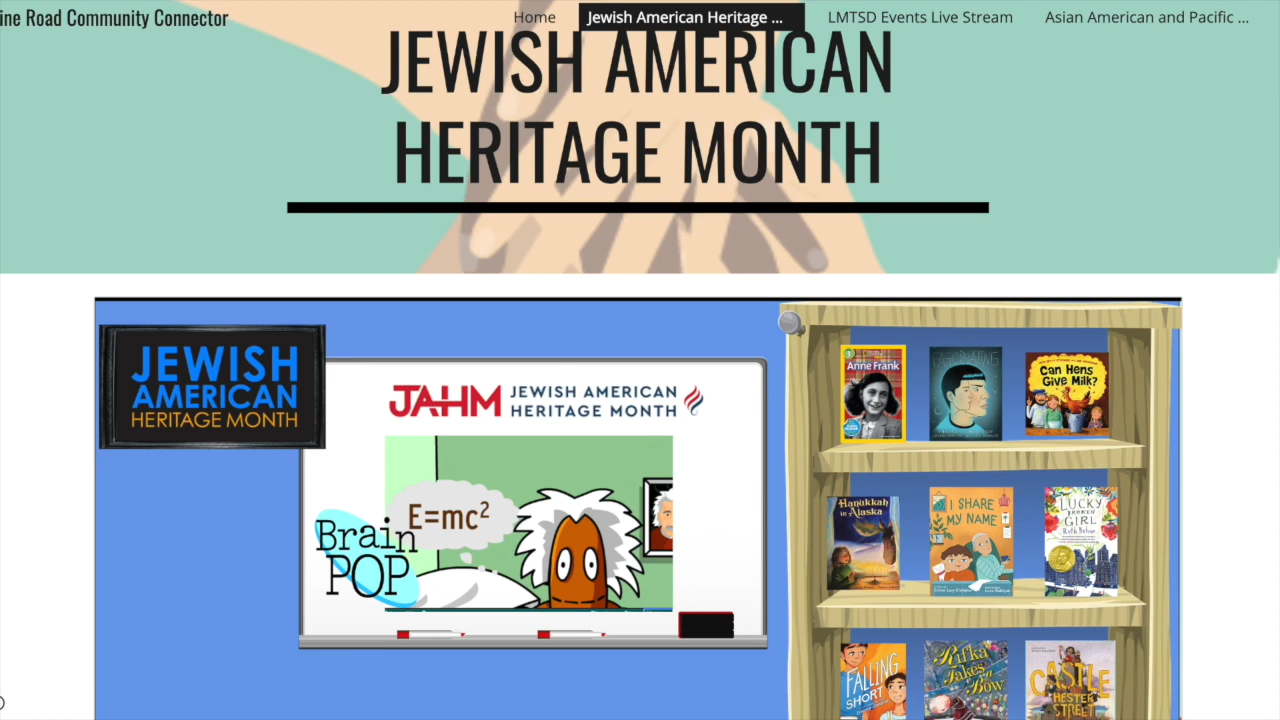 ine Road Community Connector
Home
Jewish American Heritage ...
LMTSD Events Live Stream
Asian American and Pacific ...
JEWISH AMERICAN
HERITAGE MONTH
JEWISH
AMERICAN
HERITAGE MONTH
JAHM JEWISH AMERICAN
HERITAGE MONTH
E=mc²
Brain
POP
1
Anne Frank
FASCINATING
Can Hens
Give Milk?
Hanukkah
in Alaska
I SHARE
MY NAME
LUCKY
BROKEN
GIRL
Ruth Behar
FALLING
SHORT
Rifka
Takes a
Bow
CASTLE
HESTER
STREET